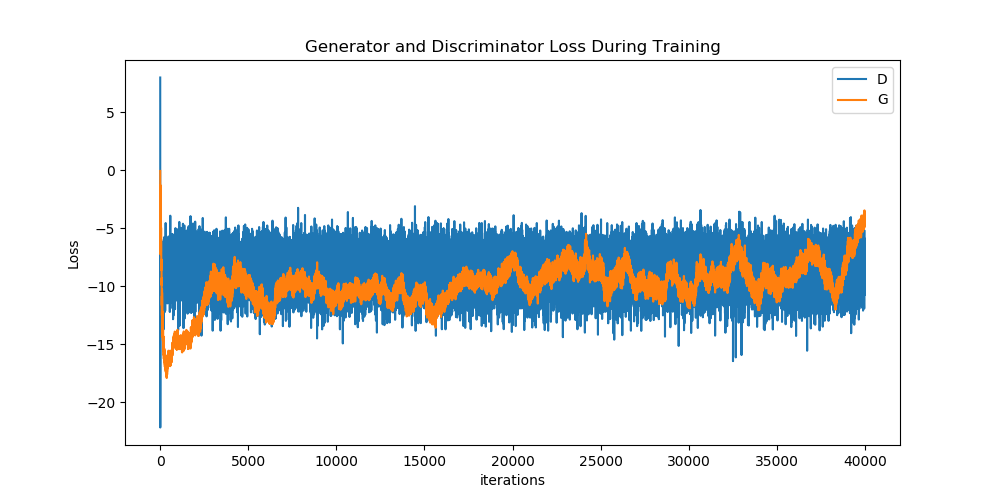 Generator and Discriminator Loss During Training
D
G
5
0
−5
−10
−15
−20
Loss
0 5000 10000 15000 20000 25000 30000 35000 40000
iterations